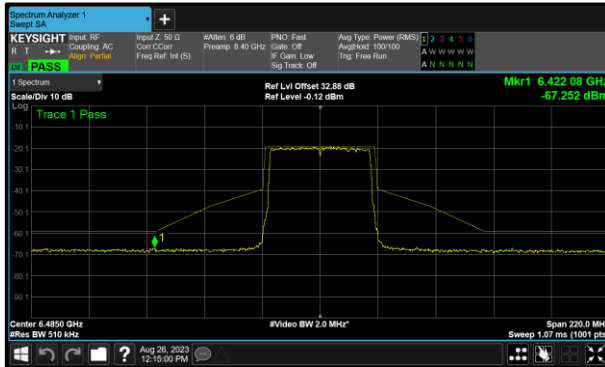 Spectrum Analyzer 1
Swept SA
+
KEYSIGHT
R T
PASS
Input: RF
Coupling: AC
Align: Partial
Input Z: 50 Ω
Corr CCorr
Freq Ref: Int (S)
#Atten: 6 dB
Preamp: 8.40 GHz
PNO: Fast
Gate: Off
IF Gain: Low
Sig Track: Off
Avg Type: Power (RMS)
Avg|Hold: 100/100
Trig: Free Run
1 2 3 4 5 6
A W W W W W
A N N N N N
1 Spectrum
Scale/Div 10 dB
Ref Lvl Offset 32.88 dB
Ref Level -0.12 dBm
Mkr1 6.422 08 GHz
-67.252 dBm
Log
Trace 1 Pass
-10.1
-20.1
-30.1
-40.1
-50.1
-60.1
-70.1
-80.1
-90.1
1
Center 6.4850 GHz
#Res BW 510 kHz
#Video BW 2.0 MHz*
Span 220.0 MHz
Sweep 1.07 ms (1001 pts)
?
Aug 26, 2023
12:15:00 PM